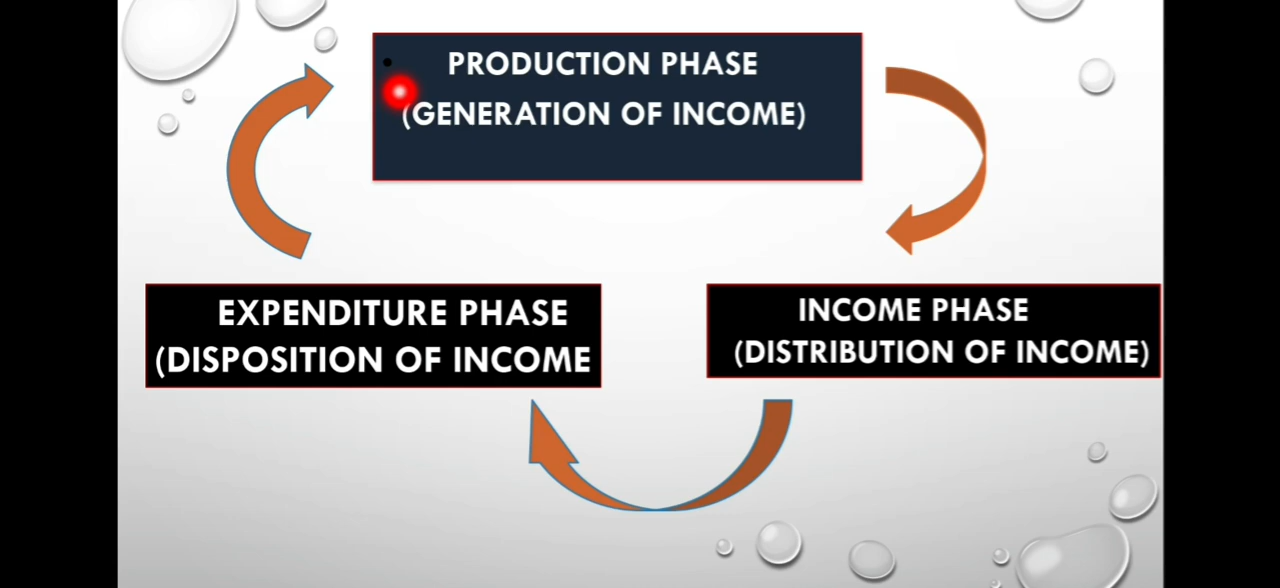 PRODUCTION PHASE
(GENERATION OF INCOME)
EXPENDITURE PHASE
(DISPOSITION OF INCOME
INCOME PHASE
(DISTRIBUTION OF INCOME)